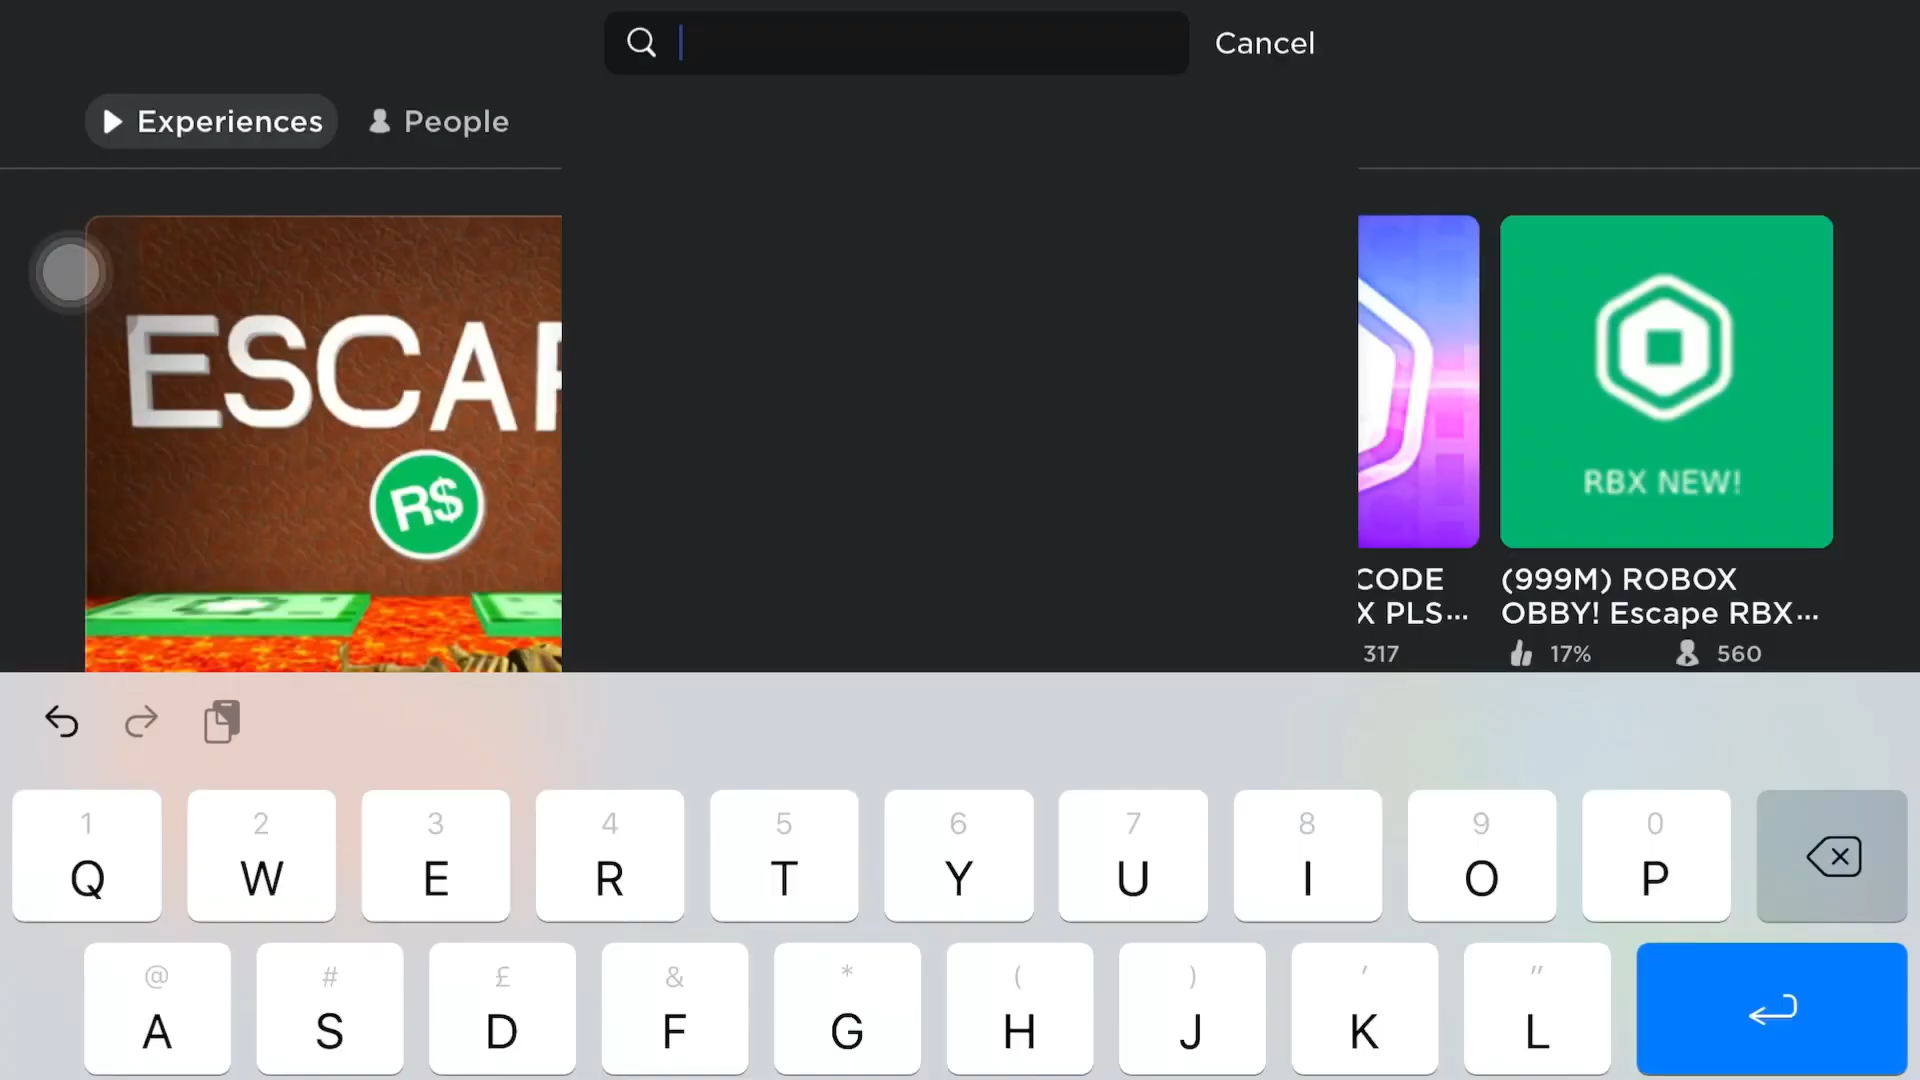 Cancel
Experiences
People
ESCAP
R$
RBX NEW!
CODE
X PLS...
317
(999M) ROBOX
OBBY! Escape RBX...
17%
560
1 2 3 4 5 6 7 8 9 0
Q W E R T Y U I O P
@ # £ & * ( ) ' "
A S D F G H J K L